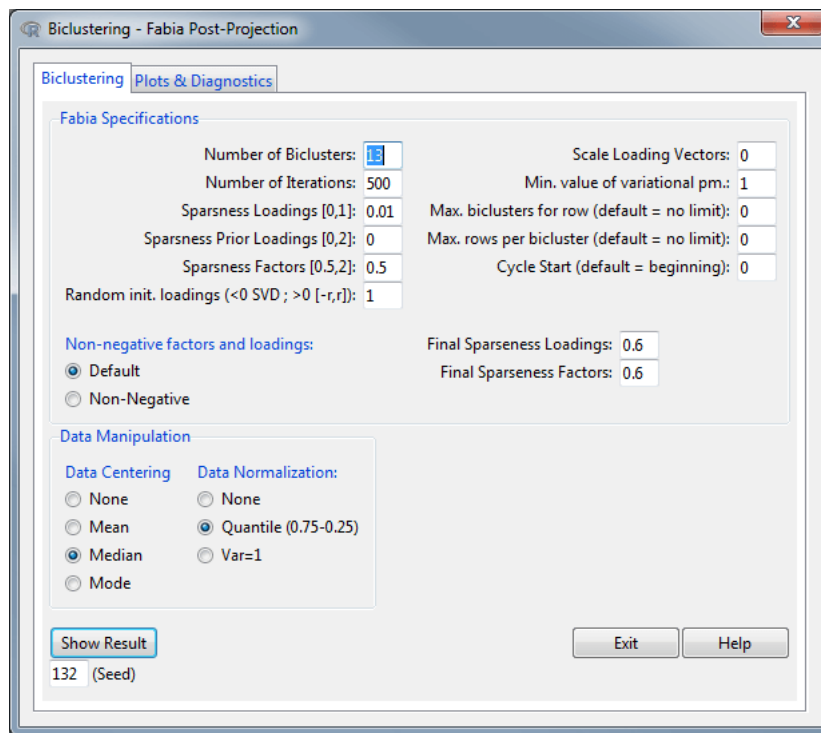 Biclustering - Fabia Post-Projection
Biclustering Plots & Diagnostics
Fabia Specifications
Number of Biclusters: 13 Scale Loading Vectors: 0
Number of Iterations: 500 Min. value of variational pm.: 1
Sparsness Loadings [0,1]: 0.01 Max. biclusters for row (default = no limit): 0
Sparsness Prior Loadings [0,2]: 0 Max. rows per bicluster (default = no limit): 0
Sparsness Factors [0.5,2]: 0.5 Cycle Start (default = beginning): 0
Random init. loadings (<0 SVD ; >0 [-r,r]): 1
Non-negative factors and loadings: Final Sparseness Loadings: 0.6
Default Final Sparseness Factors: 0.6
Non-Negative
Data Manipulation
Data Centering Data Normalization:
None None
Mean Quantile (0.75-0.25)
Median Var=1
Mode
Show Result Exit Help
132 (Seed)